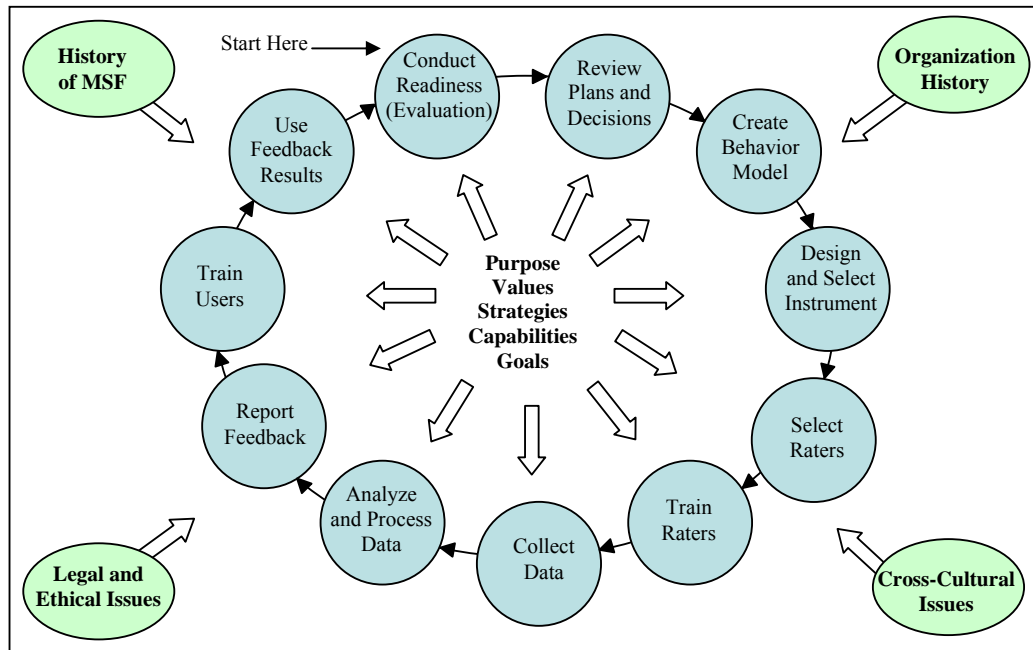 History
of MSF
Start Here
Conduct
Readiness
(Evaluation)
Review
Plans and
Decisions
Organization
History
Create
Behavior
Model
Use
Feedback
Results
Design
and Select
Instrument
Train
Users
Purpose
Values
Strategies
Capabilities
Goals
Select
Raters
Report
Feedback
Train
Raters
Analyze
and Process
Data
Collect
Data
Legal and
Ethical Issues
Cross-Cultural
Issues